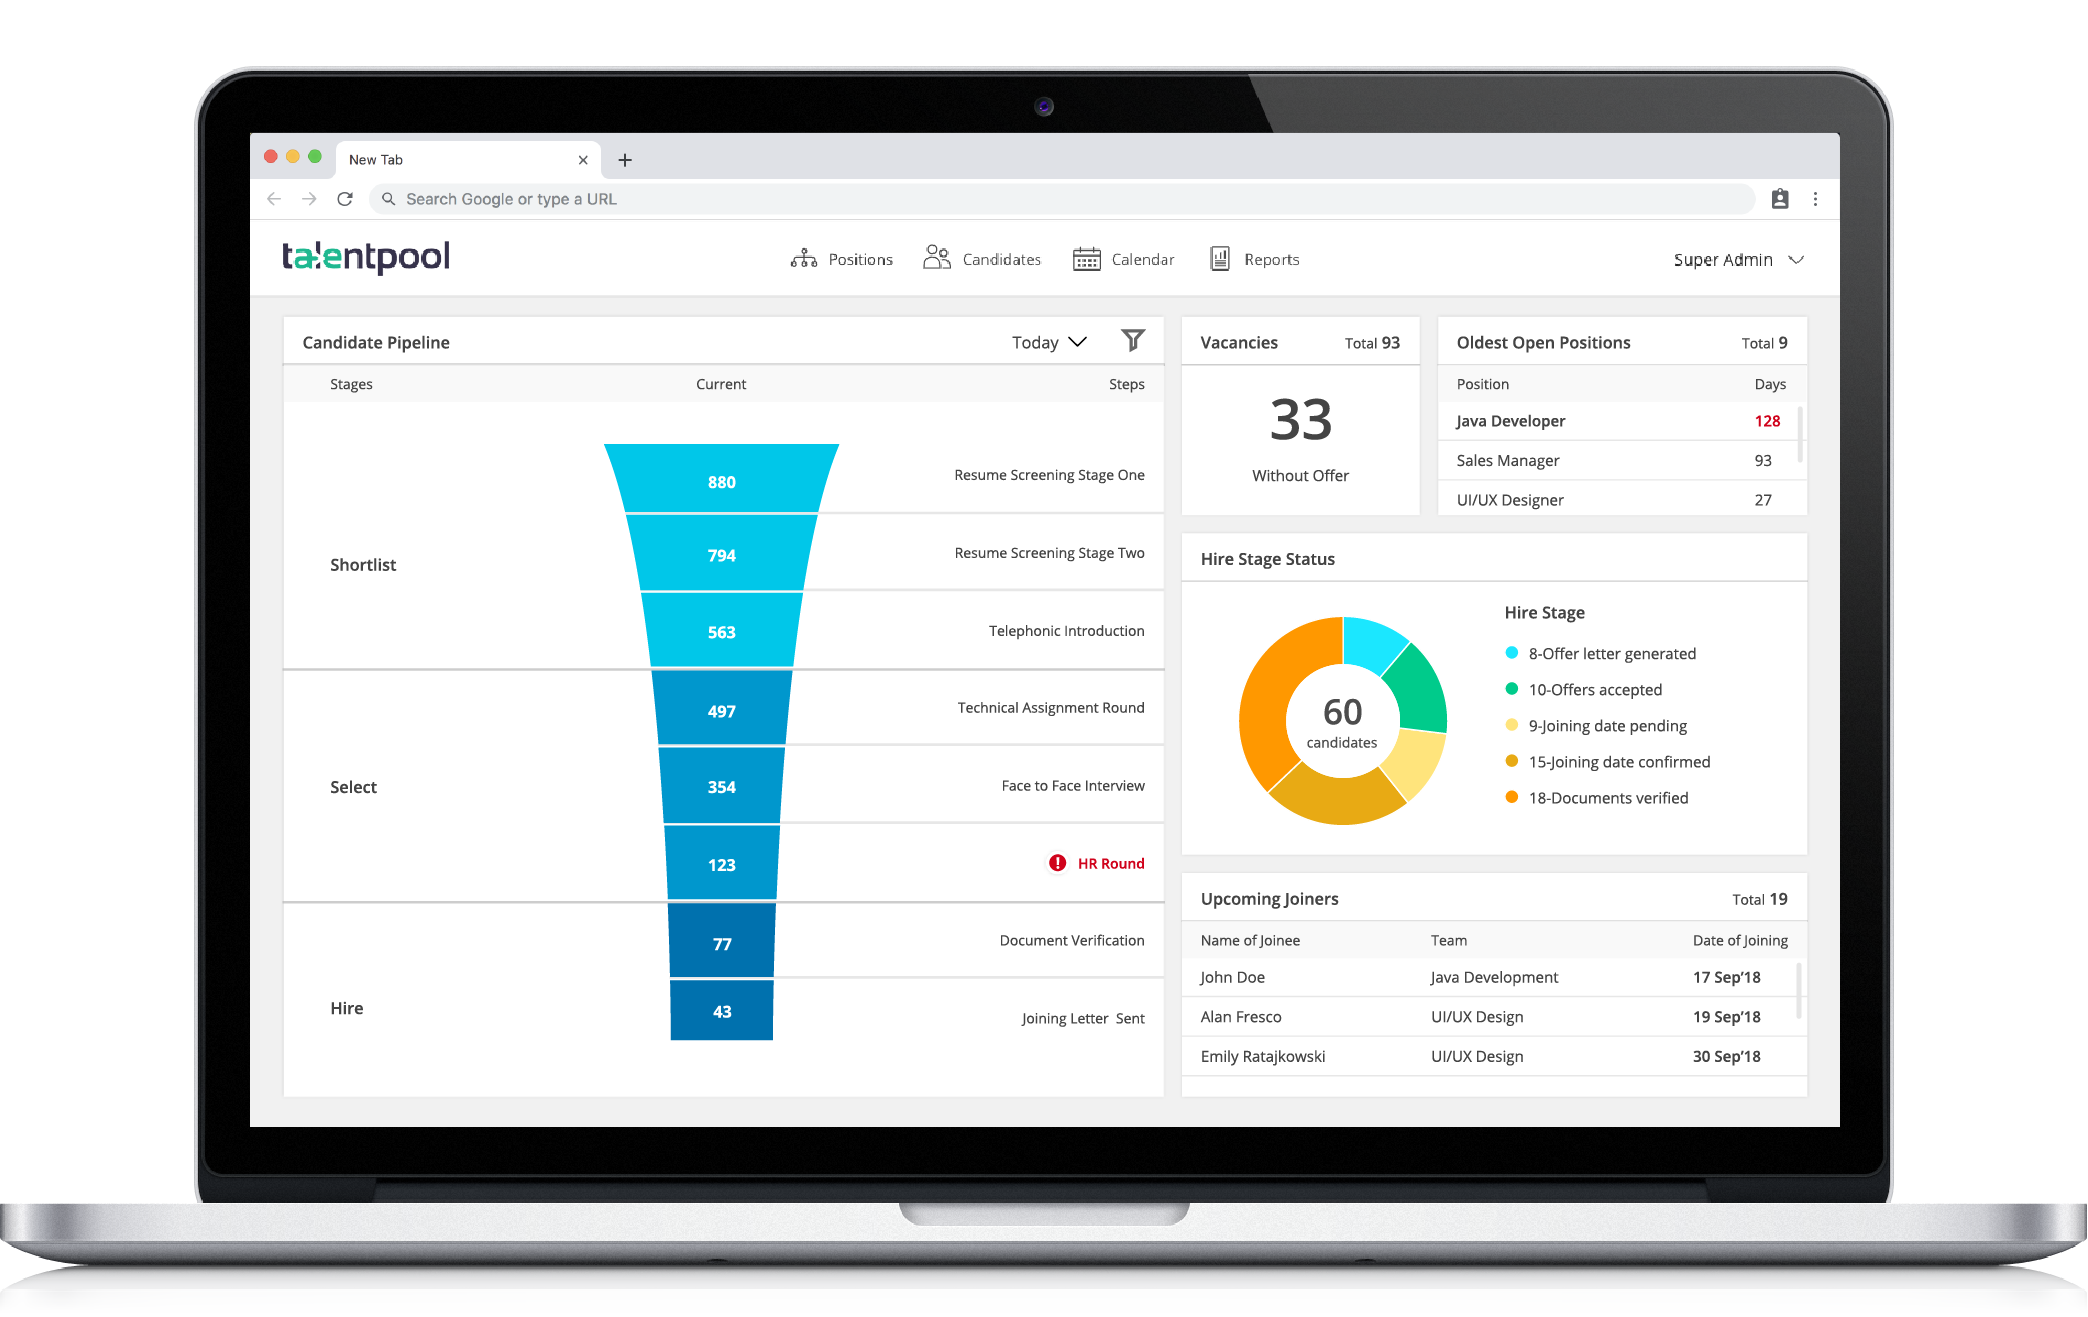 New Tab
Search Google or type a URL
talentpool
Positions
Candidates
Calendar
Reports
Super Admin
Candidate Pipeline
Today
Stages
Current
Steps
Shortlist
880
Resume Screening Stage One
794
Resume Screening Stage Two
563
Telephonic Introduction
Select
497
Technical Assignment Round
354
Face to Face Interview
123
HR Round
Hire
77
Document Verification
43
Joining Letter Sent
Vacancies
Total 93
33
Without Offer
Oldest Open Positions
Total 9
Position
Days
Java Developer
128
Sales Manager
93
UI/UX Designer
27
Hire Stage Status
60
candidates
Hire Stage
8-Offer letter generated
10-Offers accepted
9-Joining date pending
15-Joining date confirmed
18-Documents verified
Upcoming Joiners
Total 19
Name of Joinee
Team
Date of Joining
John Doe
Java Development
17 Sep’18
Alan Fresco
UI/UX Design
19 Sep’18
Emily Ratajkowski
UI/UX Design
30 Sep’18